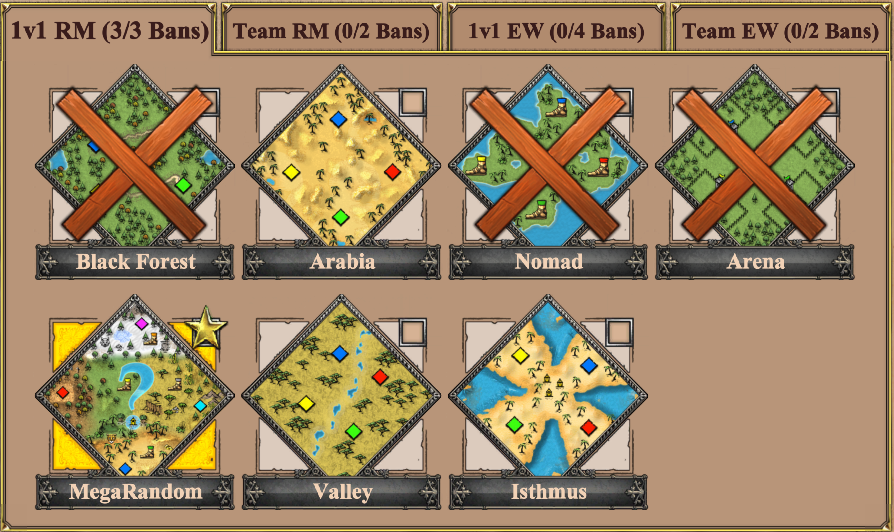 1v1 RM (3/3 Bans)
Team RM (0/2 Bans)
1v1 EW (0/4 Bans)
Team EW (0/2 Bans)
Black Forest
Arabia
Nomad
Arena
?
MegaRandom
Valley
Isthmus